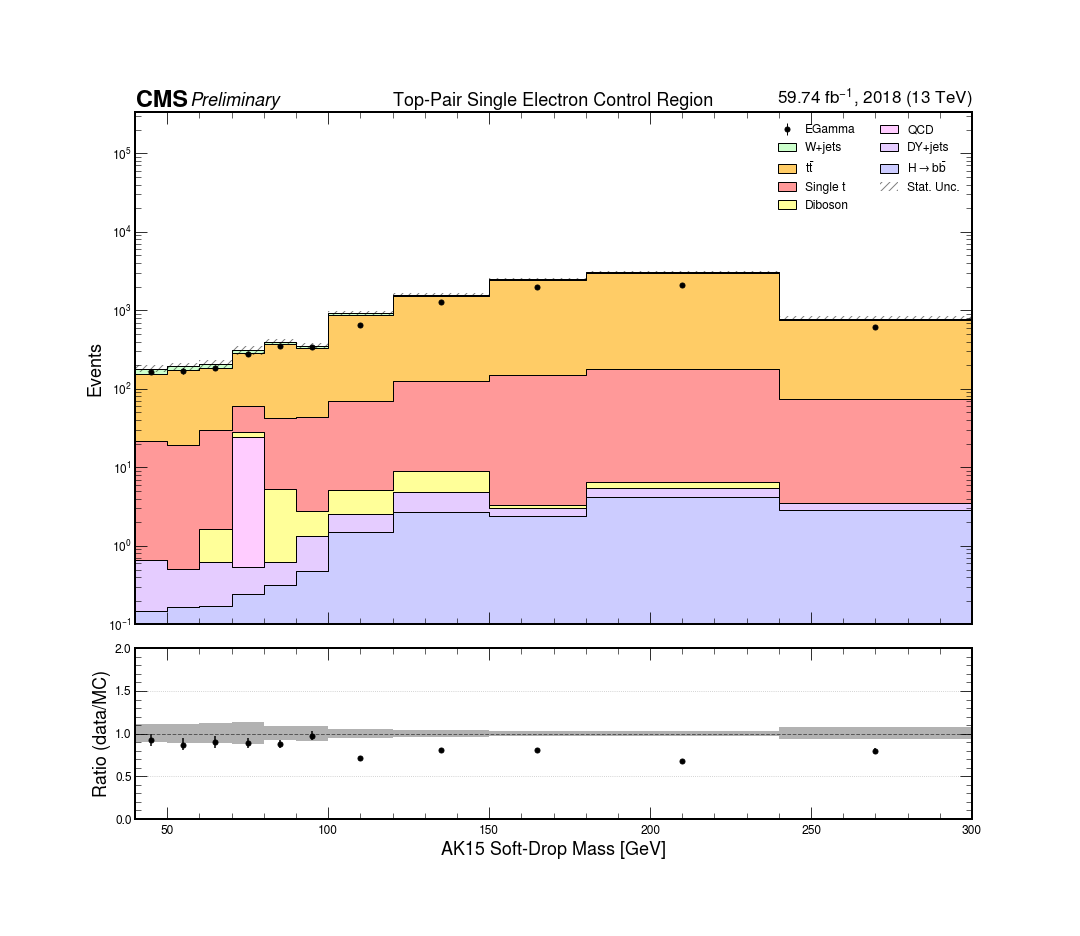 CMS Preliminary Top-Pair Single Electron Control Region 59.74 fb⁻¹, 2018 (13 TeV)
EGamma QCD
W+jets DY+jets
tt̄ H→bb̄
Single t Stat. Unc.
Diboson
10⁵
10⁴
10³
10²
10¹
10⁰
10⁻¹
Events
2.0
1.5
1.0
0.5
0.0
Ratio (data/MC)
50 100 150 200 250 300
AK15 Soft-Drop Mass [GeV]